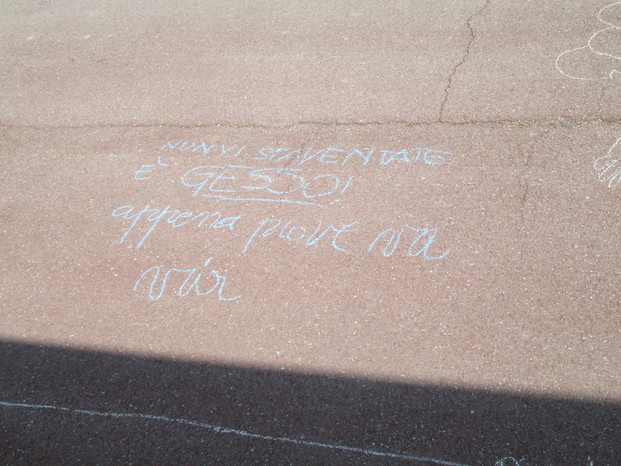 NON VI SPAVENTATE
E' GESSO!
appena piove va
via